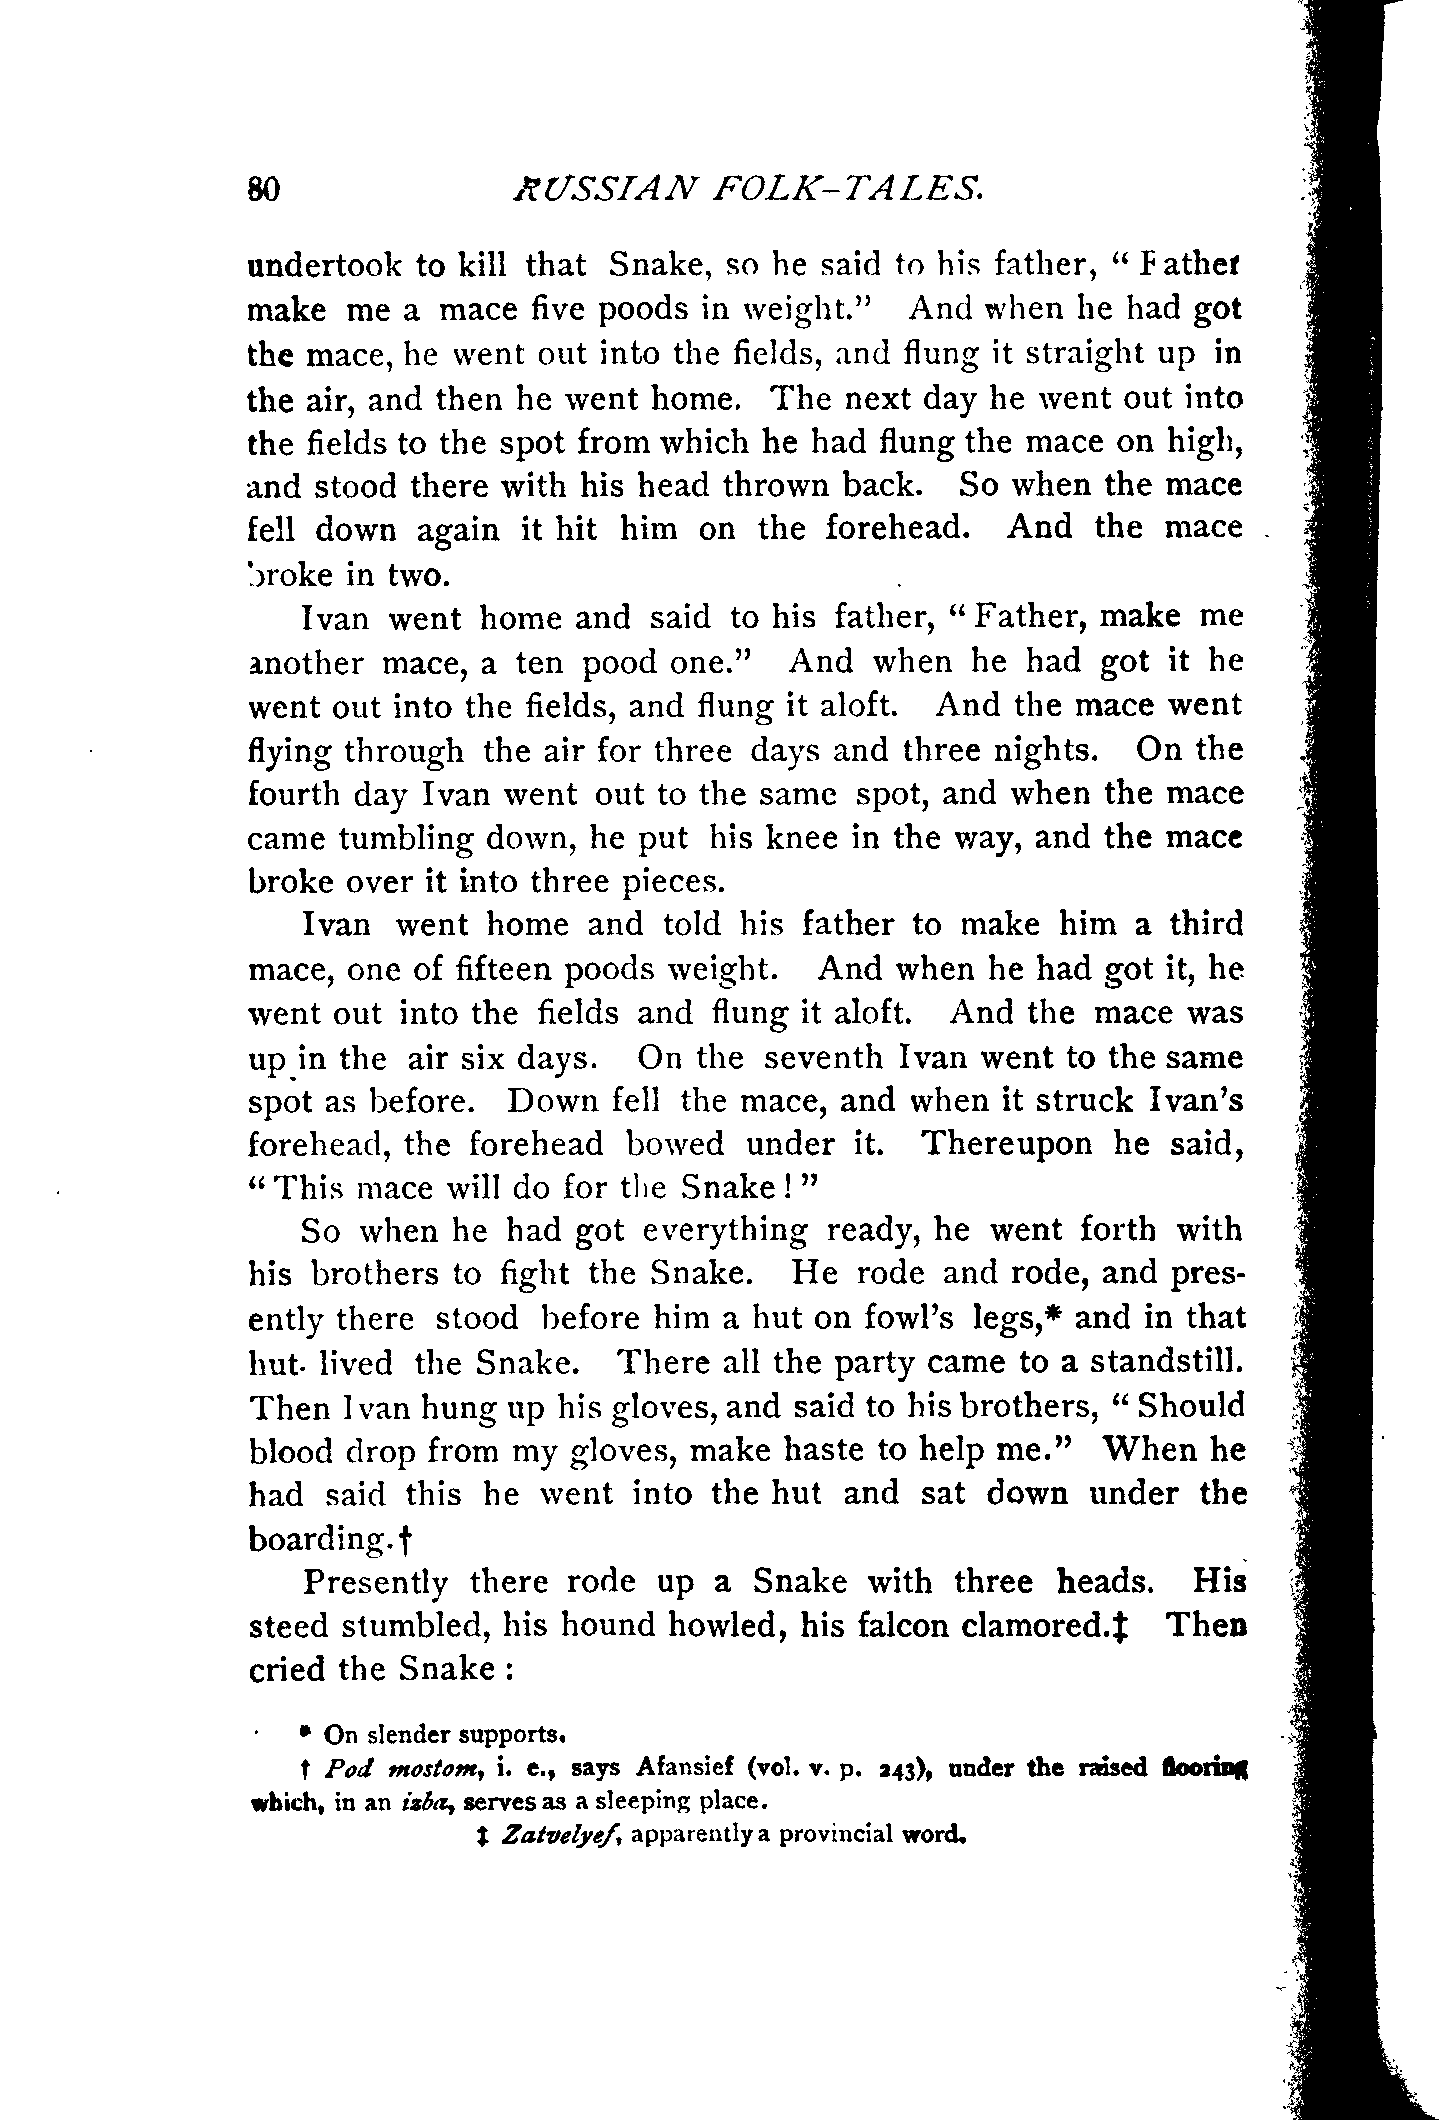 80 RUSSIAN FOLK-TALES.
undertook to kill that Snake, so he said to his father, “ Father
make me a mace five poods in weight.” And when he had got
the mace, he went out into the fields, and flung it straight up in
the air, and then he went home. The next day he went out into
the fields to the spot from which he had flung the mace on high,
and stood there with his head thrown back. So when the mace
fell down again it hit him on the forehead. And the mace
broke in two.
Ivan went home and said to his father, “ Father, make me
another mace, a ten pood one.” And when he had got it he
went out into the fields, and flung it aloft. And the mace went
flying through the air for three days and three nights. On the
fourth day Ivan went out to the same spot, and when the mace
came tumbling down, he put his knee in the way, and the mace
broke over it into three pieces.
Ivan went home and told his father to make him a third
mace, one of fifteen poods weight. And when he had got it, he
went out into the fields and flung it aloft. And the mace was
up in the air six days. On the seventh Ivan went to the same
spot as before. Down fell the mace, and when it struck Ivan’s
forehead, the forehead bowed under it. Thereupon he said,
“ This mace will do for the Snake ! ”
So when he had got everything ready, he went forth with
his brothers to fight the Snake. He rode and rode, and pres-
ently there stood before him a hut on fowl’s legs,* and in that
hut lived the Snake. There all the party came to a standstill.
Then Ivan hung up his gloves, and said to his brothers, “ Should
blood drop from my gloves, make haste to help me.” When he
had said this he went into the hut and sat down under the
boarding.†
Presently there rode up a Snake with three heads. His
steed stumbled, his hound howled, his falcon clamored.‡ Then
cried the Snake :
* On slender supports.
† Pod mostom, i. e., says Afansief (vol. v. p. 243), under the raised flooring
which, in an izba, serves as a sleeping place.
‡ Zatvelyef, apparently a provincial word.